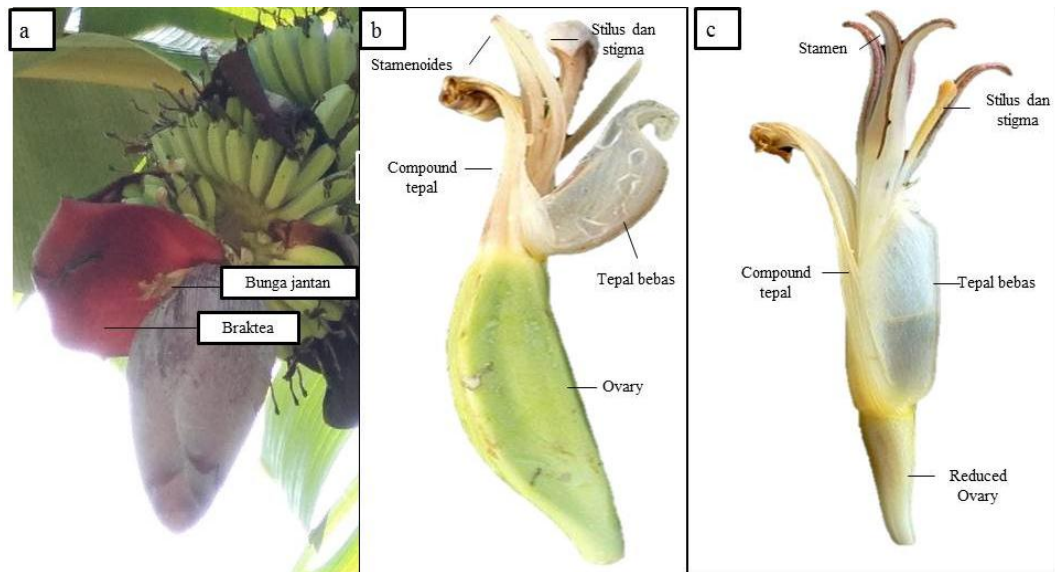 a
Bunga jantan
Braktea
b
Stamenoides
Stilus dan
stigma
Compound
tepal
Tepal bebas
Ovary
c
Stamen
Stilus dan
stigma
Compound
tepal
Tepal bebas
Reduced
Ovary